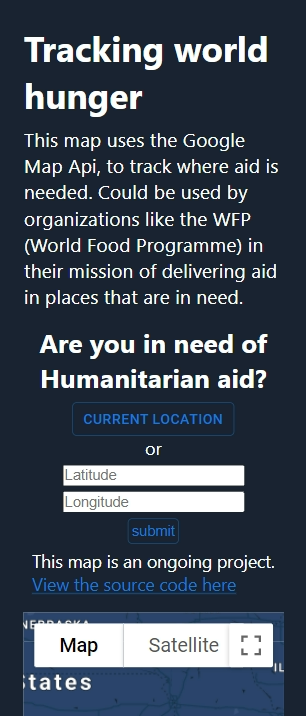 Tracking world
hunger
This map uses the Google
Map Api, to track where aid is
needed. Could be used by
organizations like the WFP
(World Food Programme) in
their mission of delivering aid
in places that are in need.
Are you in need of
Humanitarian aid?
CURRENT LOCATION
or
Latitude
Longitude
submit
This map is an ongoing project.
View the source code here
Map Satellite
States